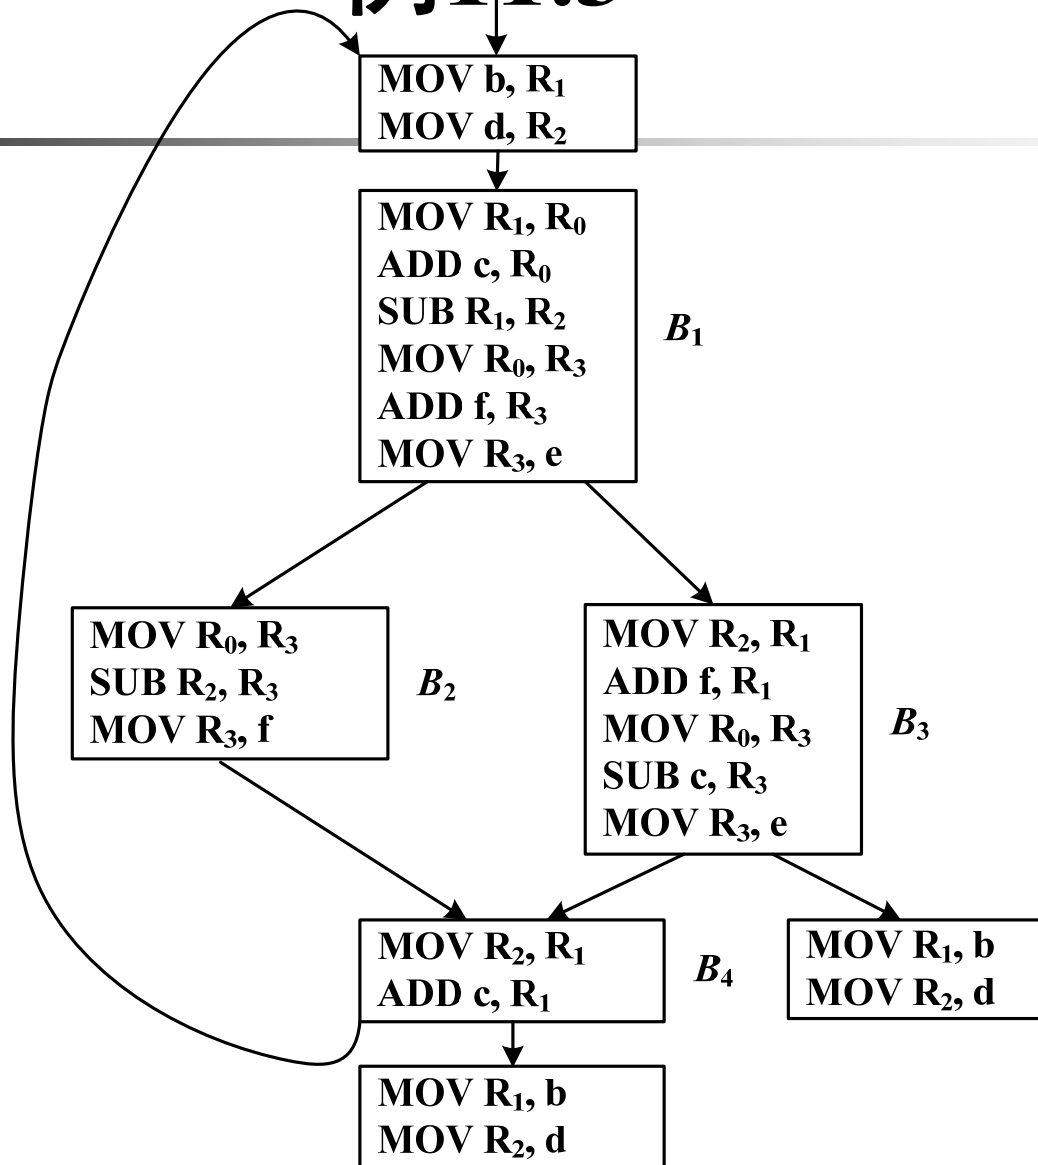 MOV b, R₁
MOV d, R₂
MOV R₁, R₀
ADD c, R₀
SUB R₁, R₂
MOV R₀, R₃
ADD f, R₃
MOV R₃, e
B₁
MOV R₀, R₃
SUB R₂, R₃
MOV R₃, f
B₂
MOV R₂, R₁
ADD f, R₁
MOV R₀, R₃
SUB c, R₃
MOV R₃, e
B₃
MOV R₂, R₁
ADD c, R₁
B₄
MOV R₁, b
MOV R₂, d
MOV R₁, b
MOV R₂, d